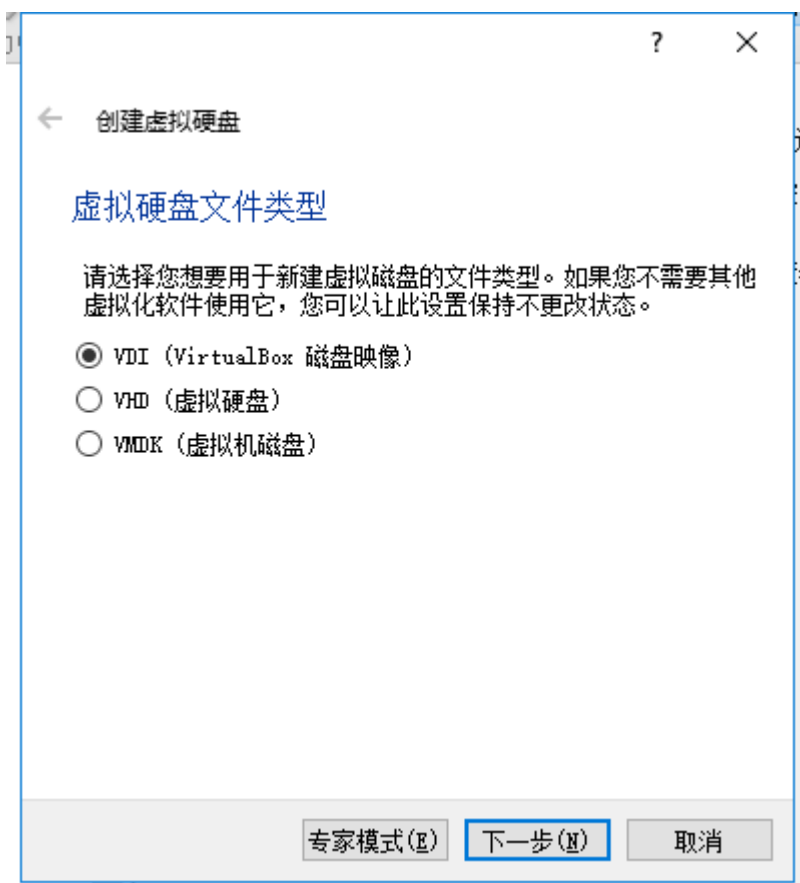 ?
创建虚拟硬盘
虚拟硬盘文件类型
请选择您想要用于新建虚拟磁盘的文件类型。如果您不需要其他
虚拟化软件使用它，您可以让此设置保持不更改状态。
VDI (VirtualBox 磁盘映像)
VHD (虚拟硬盘)
VMDK (虚拟机磁盘)
专家模式(E) 下一步(N) 取消